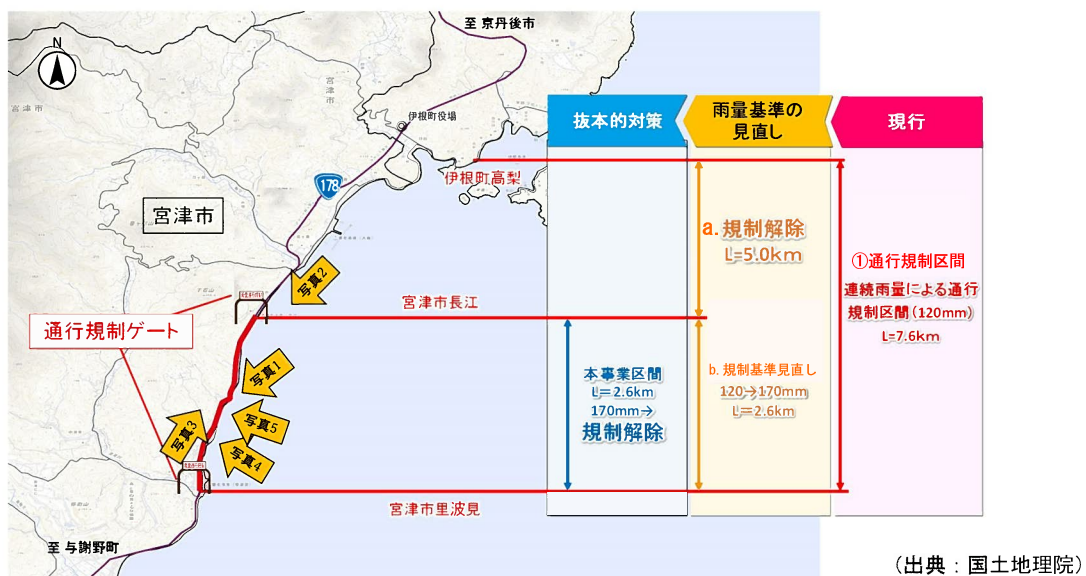 至 京丹後市
N
宮津市
宮津市
伊根町役場
178
伊根町高梨
宮津市
写真2
宮津市長江
通行規制ゲート
写真1
写真5
写真3
写真4
宮津市里波見
至 与謝野町
抜本的対策
雨量基準の
見直し
現行
a. 規制解除
L=5.0km
①通行規制区間
連続雨量による通行
規制区間(120mm)
L=7.6km
本事業区間
L=2.6km
170mm→
規制解除
b. 規制基準見直し
120→170mm
L=2.6km
(出典:国土地理院)